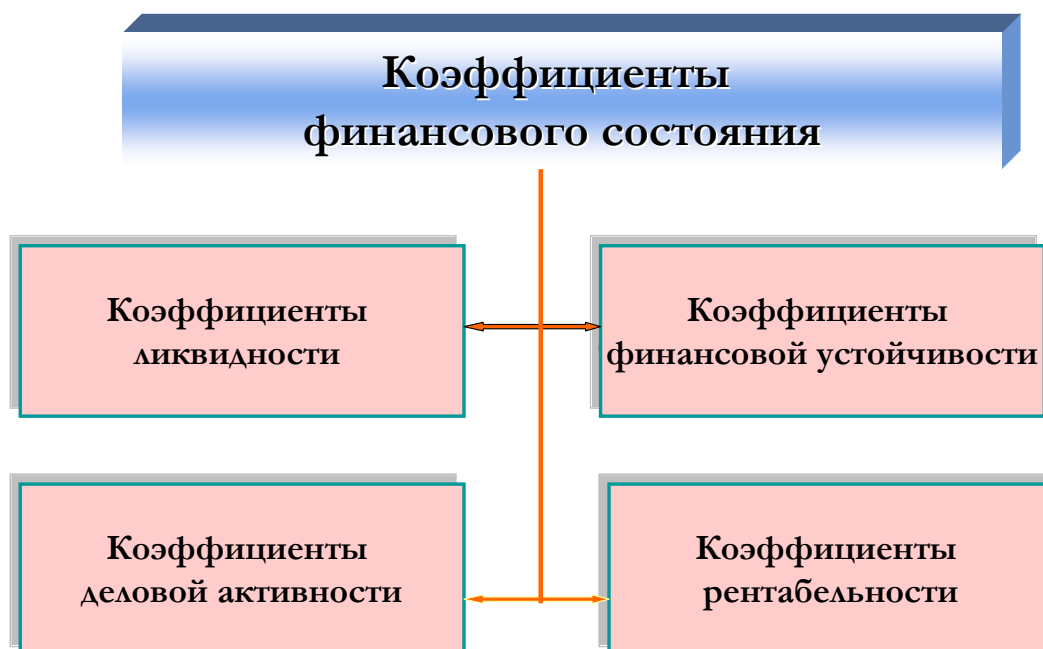 Коэффициенты
финансового состояния
Коэффициенты
ликвидности
Коэффициенты
финансовой устойчивости
Коэффициенты
деловой активности
Коэффициенты
рентабельности